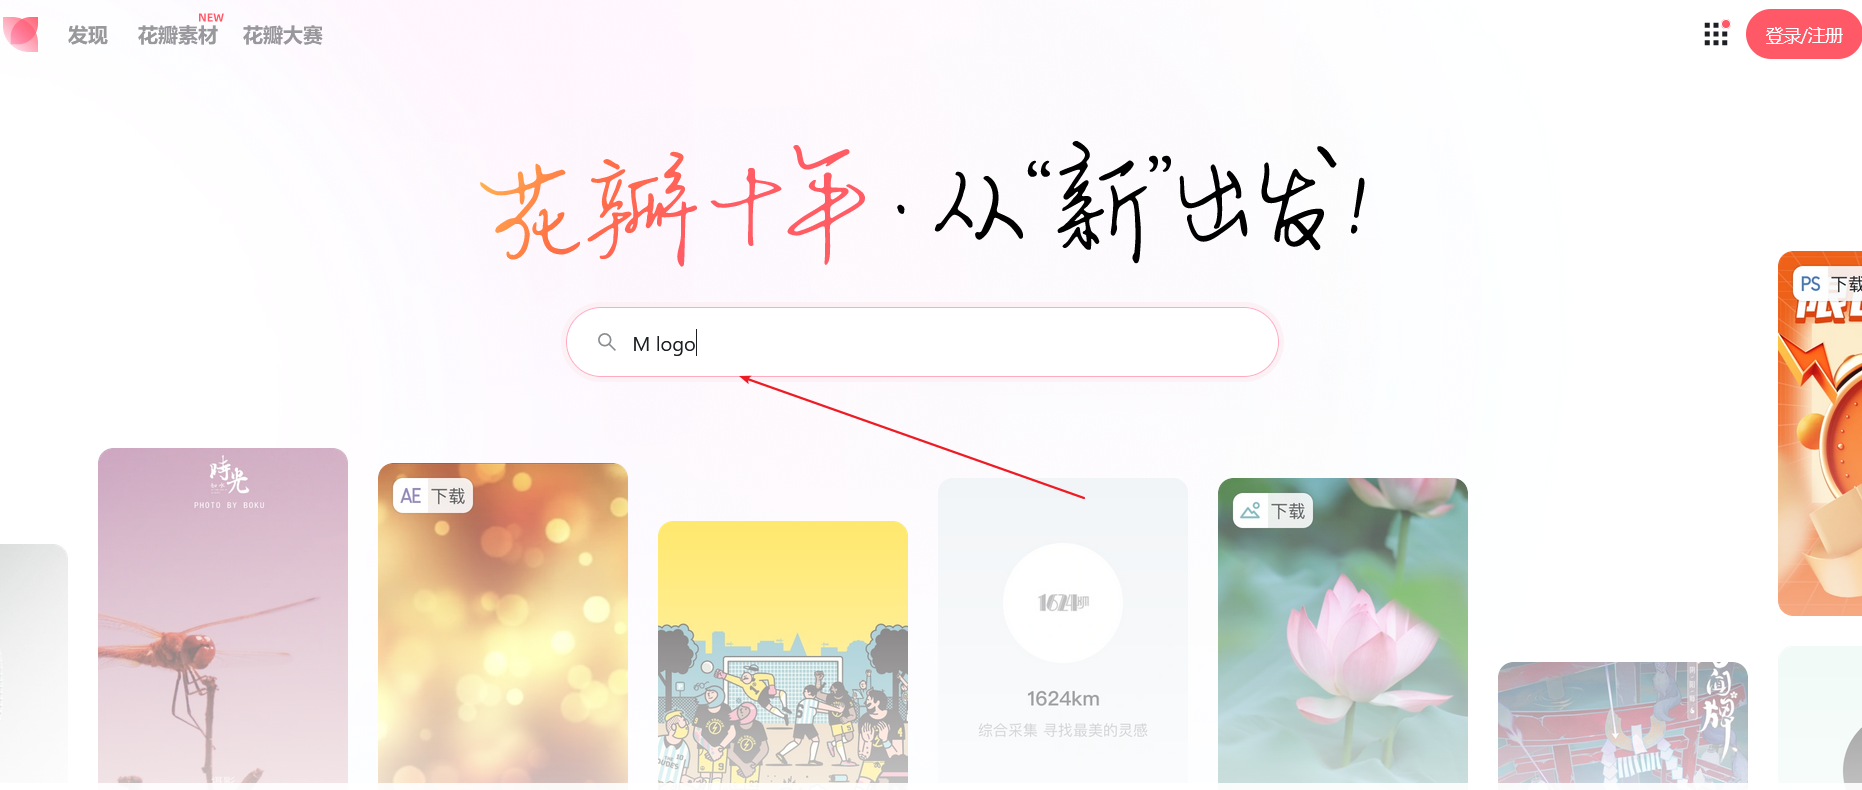 发现
花瓣素材
NEW
花瓣大赛
登录/注册
花瓣十年·从“新”出发!
M logo
PS 下载
時光
PHOTO BY BOKU
AE 下载
下载
1624km
1624km
综合采集 寻找最美的灵感